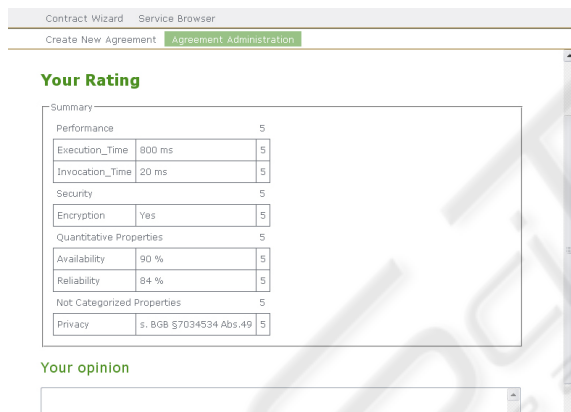 Contract Wizard Service Browser
Create New Agreement Agreement Administration
Your Rating
Summary
Performance 5
Execution_Time 800 ms 5
Invocation_Time 20 ms 5
Security 5
Encryption Yes 5
Quantitative Properties 5
Availability 90 % 5
Reliability 84 % 5
Not Categorized Properties 5
Privacy s. BGB §7034534 Abs.49 5
Your opinion